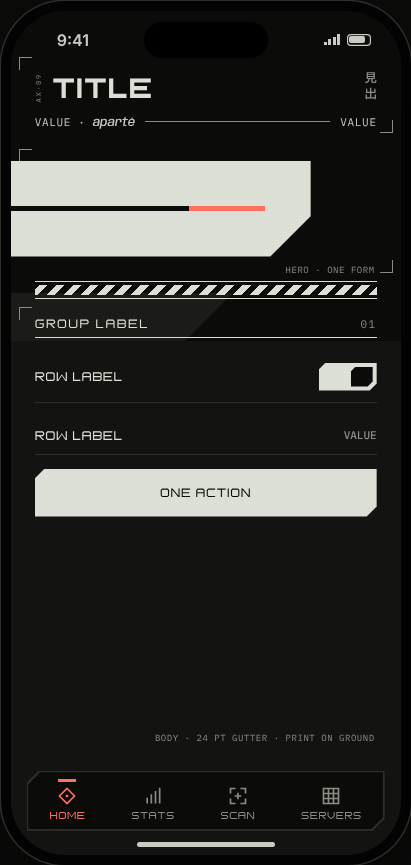 9:41
AX-09
TITLE
見出
VALUE · aparté VALUE
HERO · ONE FORM
GROUP LABEL 01
ROW LABEL
ROW LABEL VALUE
ONE ACTION
BODY · 24 PT GUTTER · PRINT ON GROUND
HOME STATS SCAN SERVERS